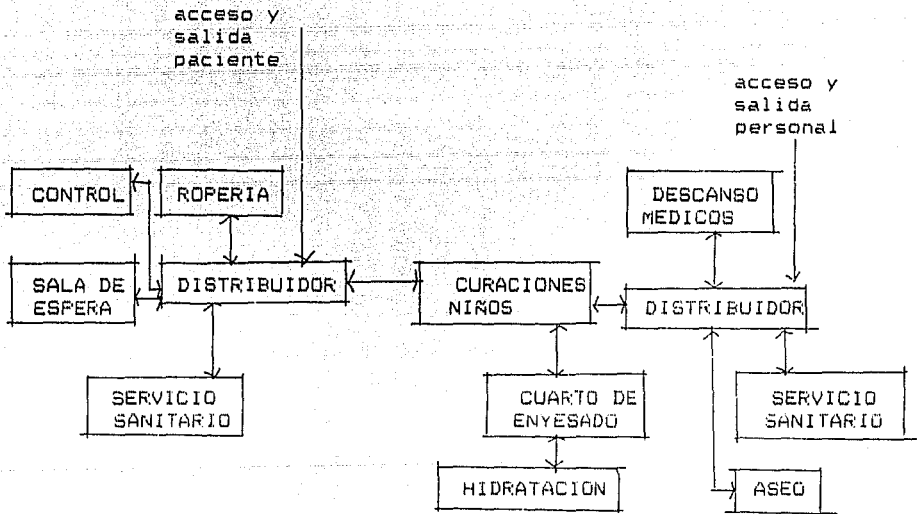 acceso y
salida
paciente
acceso y
salida
personal
CONTROL
ROPERIA
DESCANSO
MEDICOS
SALA DE
ESPERA
DISTRIBUIDOR
CURACIONES
NIÑOS
DISTRIBUIDOR
SERVICIO
SANITARIO
CUARTO DE
ENYESADO
SERVICIO
SANITARIO
HIDRATACION
ASEO